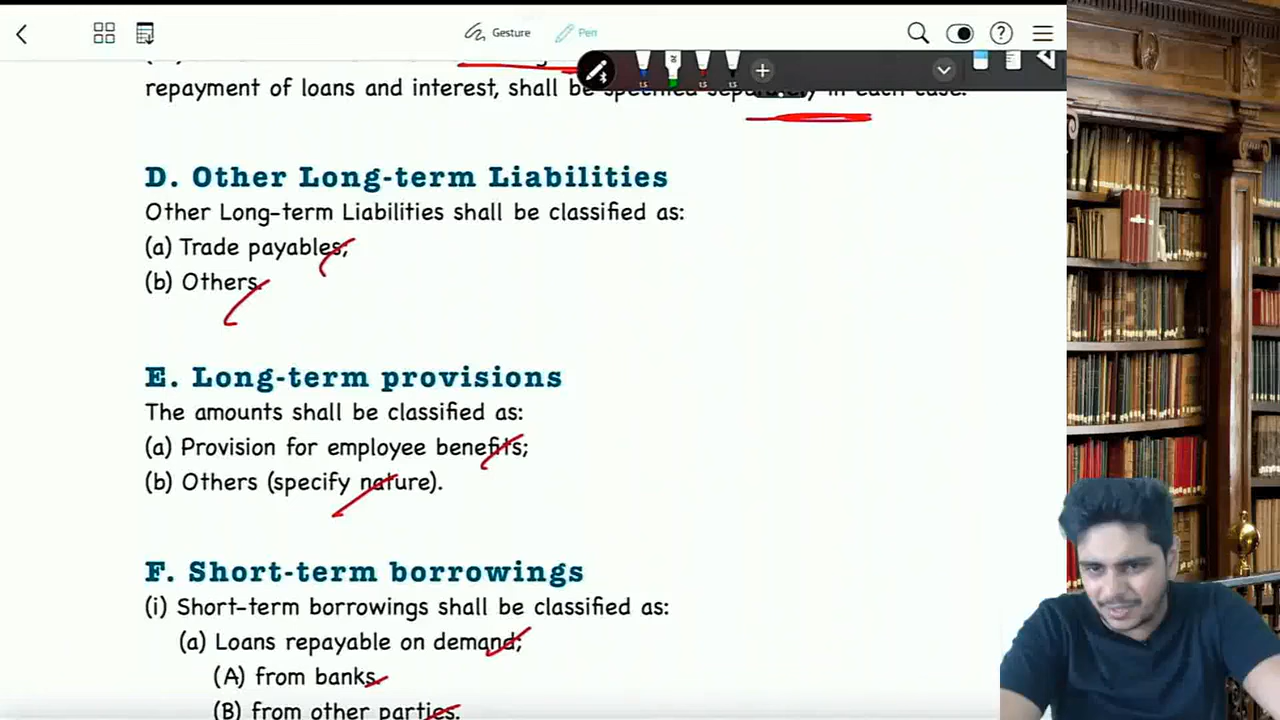 Gesture
Pen
repayment of loans and interest, shall be specified separately in each case.
D. Other Long-term Liabilities
Other Long-term Liabilities shall be classified as:
(a) Trade payables;
(b) Others.
E. Long-term provisions
The amounts shall be classified as:
(a) Provision for employee benefits;
(b) Others (specify nature).
F. Short-term borrowings
(i) Short-term borrowings shall be classified as:
(a) Loans repayable on demand;
(A) from banks.
(B) from other parties.